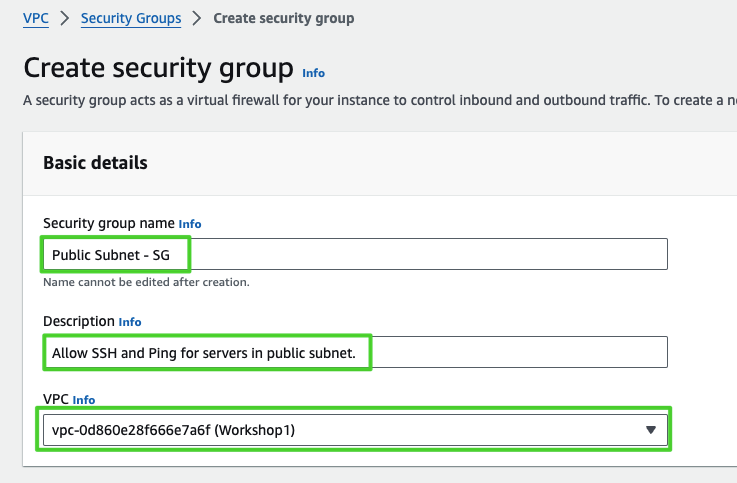 VPC > Security Groups > Create security group
Create security group Info
A security group acts as a virtual firewall for your instance to control inbound and outbound traffic. To create a
Basic details
Security group name Info
Public Subnet - SG
Name cannot be edited after creation.
Description Info
Allow SSH and Ping for servers in public subnet.
VPC Info
vpc-0d860e28f666e7a6f (Workshop1)